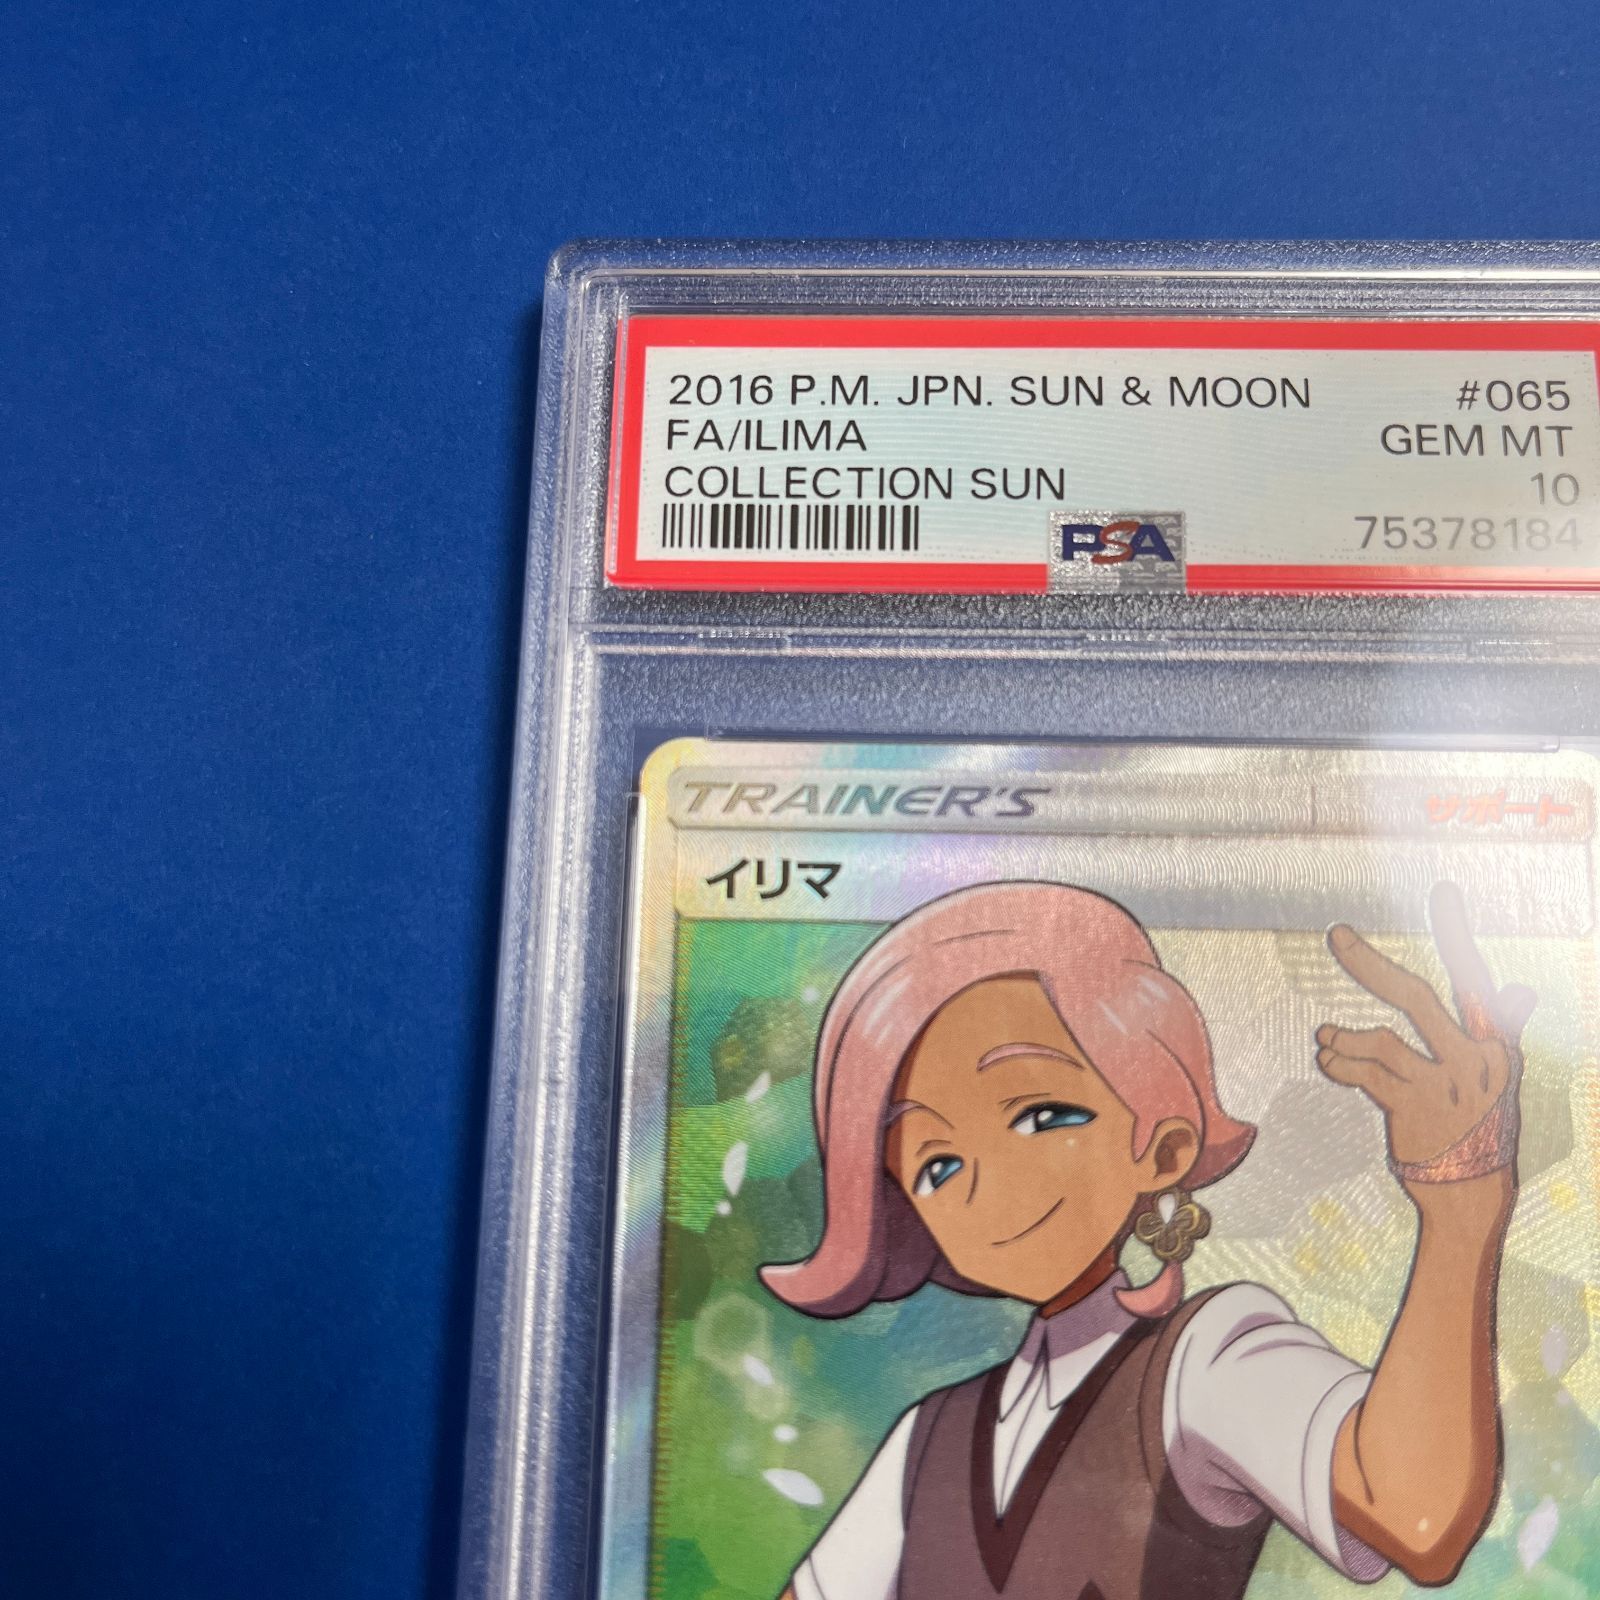 2016 P.M. JPN. SUN & MOON #065
FA/ILIMA GEM MT
COLLECTION SUN 10
PSA 75378184
TRAINER'S サポート
イリマ